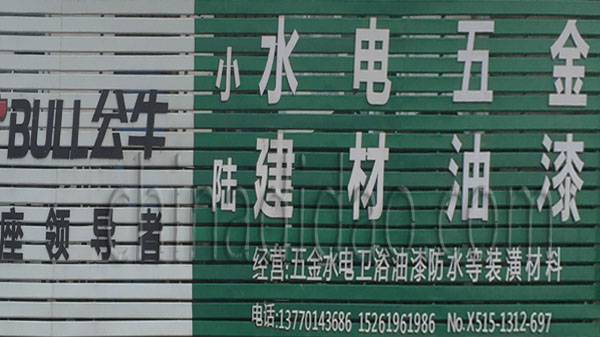 BULL公牛
座领导者
小陆
水电五金
建材油漆
经营:五金水电卫浴油漆防水等装潢材料
电话:13770143686 15261961986 No.X515-1312-697
chinadidao.com